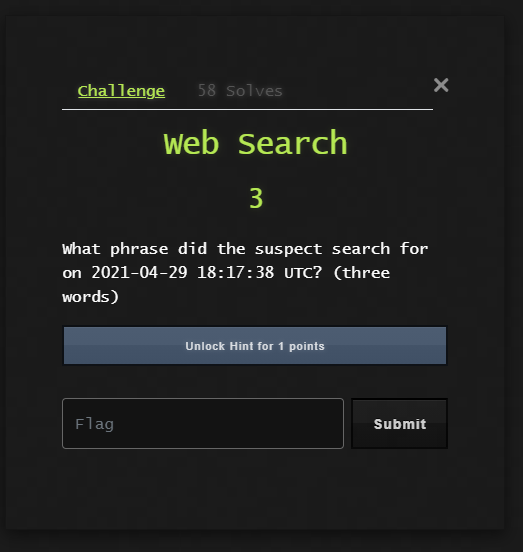 Challenge
58 Solves
×
Web Search
3
What phrase did the suspect search for
on 2021-04-29 18:17:38 UTC? (three
words)
Unlock Hint for 1 points
Flag
Submit